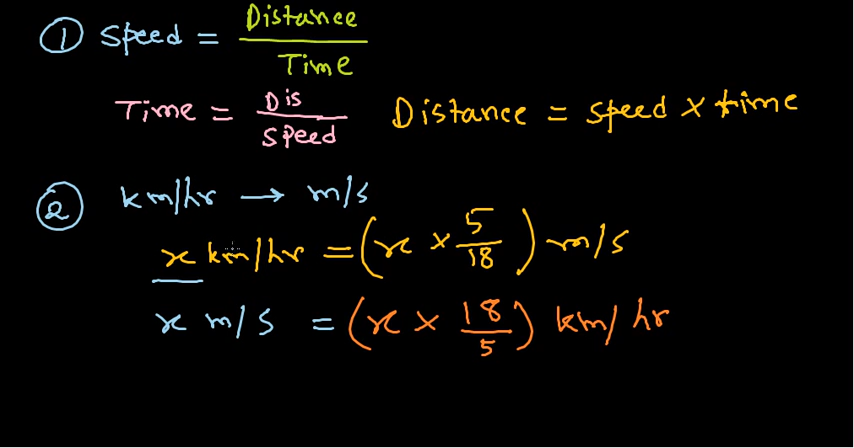 ① Speed = Distance / Time
Time = Dis / Speed Distance = Speed × time
② km/hr → m/s
x km/hr = (x × 5/18) m/s
x m/s = (x × 18/5) km/hr